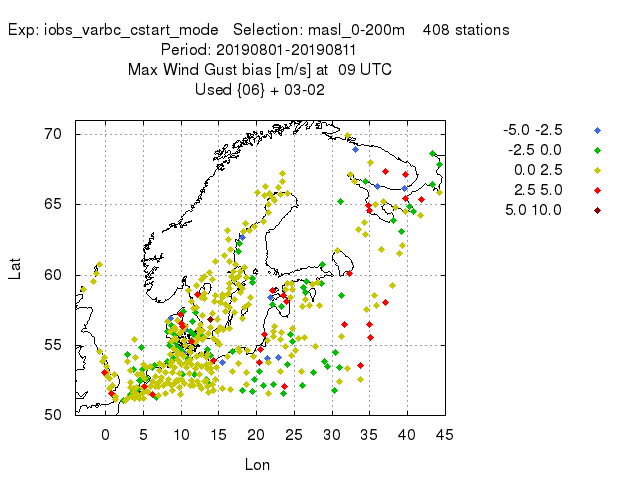 Exp: iobs_varbc_cstart_mode   Selection: masl_0-200m    408 stations
Period: 20190801-20190811
Max Wind Gust bias [m/s] at  09 UTC
Used {06} + 03-02
-5.0 -2.5
-2.5 0.0
0.0 2.5
2.5 5.0
5.0 10.0
70
65
60
55
50
Lat
0 5 10 15 20 25 30 35 40 45
Lon